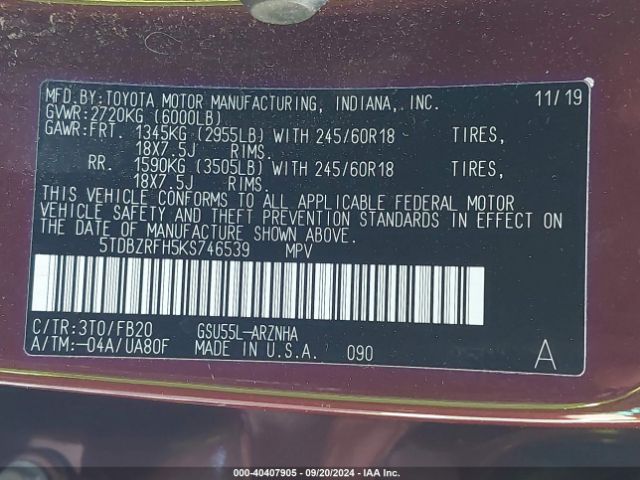 MFD.BY:TOYOTA MOTOR MANUFACTURING, INDIANA, INC. 11/19
GVWR:2720KG (6000LB)
GAWR:FRT. 1345KG (2955LB) WITH 245/60R18 TIRES,
18X7.5J RIMS.
RR. 1590KG (3505LB) WITH 245/60R18 TIRES,
18X7.5J RIMS.
THIS VEHICLE CONFORMS TO ALL APPLICABLE FEDERAL MOTOR
VEHICLE SAFETY AND THEFT PREVENTION STANDARDS IN EFFECT ON
THE DATE OF MANUFACTURE SHOWN ABOVE.
5TDBZRFH5KS746539 MPV
C/TR:3T0/FB20 GSU55L-ARZNHA
A/TM:-04A/UA80F MADE IN U.S.A. 090 A
000-40407905 / 09/20/2024 - IAA Inc.